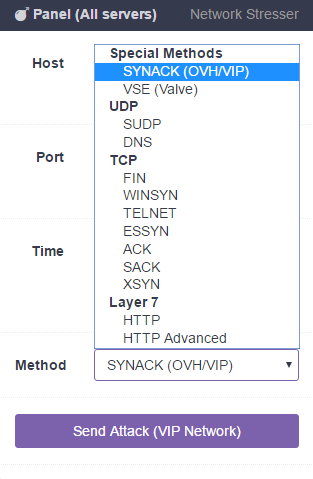 Panel (All servers) Network Stresser
Host
Special Methods
SYNACK (OVH/VIP)
VSE (Valve)
UDP
SUDP
DNS
Port
TCP
FIN
WINSYN
TELNET
ESSYN
Time
ACK
SACK
XSYN
Layer 7
HTTP
HTTP Advanced
Method SYNACK (OVH/VIP)
Send Attack (VIP Network)